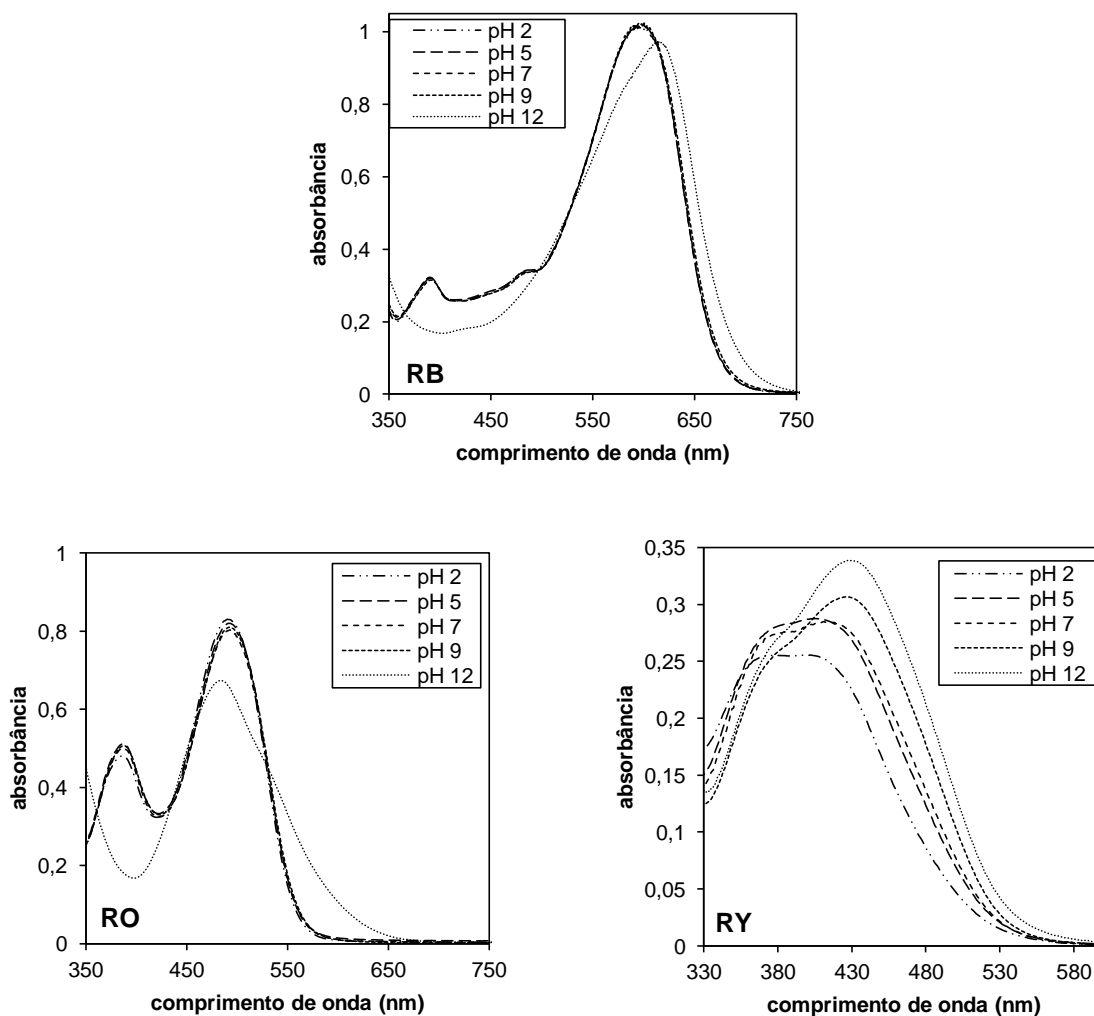 absorbância
1
0,8
0,6
0,4
0,2
0
pH 2
pH 5
pH 7
pH 9
pH 12
RB
350
450
550
650
750
comprimento de onda (nm)
absorbância
1
0,8
0,6
0,4
0,2
0
pH 2
pH 5
pH 7
pH 9
pH 12
RO
350
450
550
650
750
comprimento de onda (nm)
absorbância
0,35
0,3
0,25
0,2
0,15
0,1
0,05
0
pH 2
pH 5
pH 7
pH 9
pH 12
RY
330
380
430
480
530
580
comprimento de onda (nm)